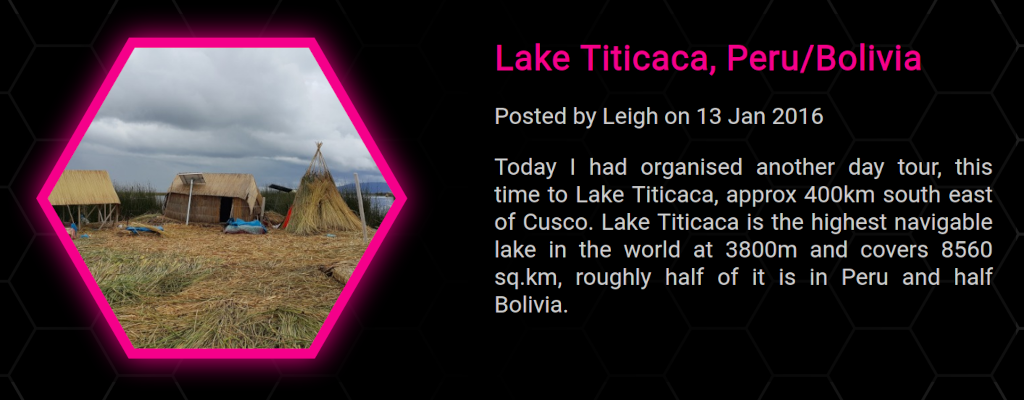 Lake Titicaca, Peru/Bolivia
Posted by Leigh on 13 Jan 2016
Today I had organised another day tour, this
time to Lake Titicaca, approx 400km south east
of Cusco. Lake Titicaca is the highest navigable
lake in the world at 3800m and covers 8560
sq.km, roughly half of it is in Peru and half
Bolivia.